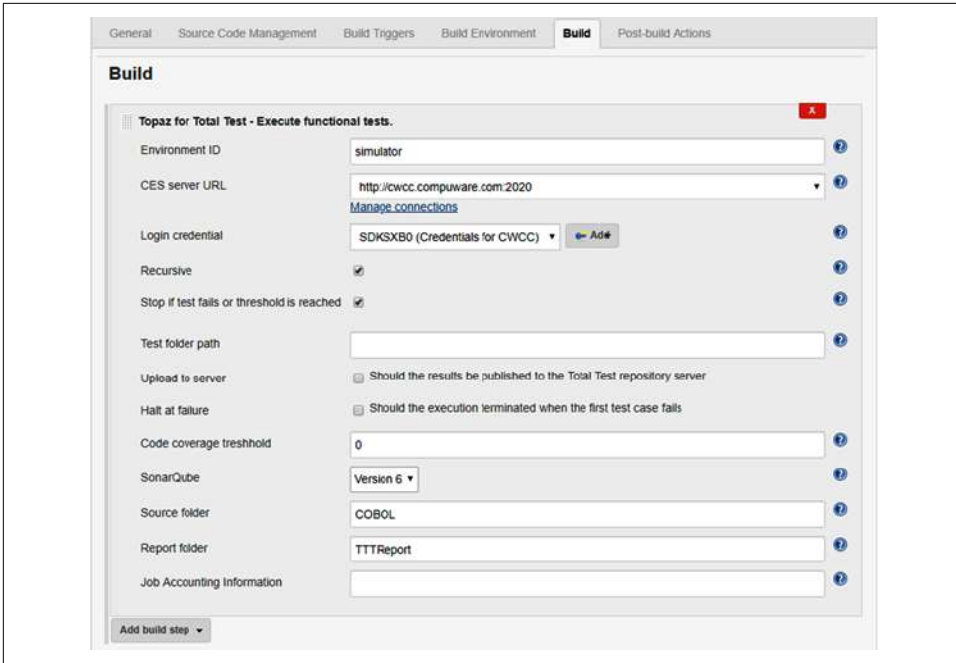 General Source Code Management Build Triggers Build Environment Build Post-build Actions
Build
X
Topaz for Total Test - Execute functional tests.
Environment ID simulator
CES server URL http://cwcc.compuware.com:2020
Manage connections
Login credential SDKSXB0 (Credentials for CWCC) Add
Recursive
Stop if test fails or threshold is reached
Test folder path
Upload to server Should the results be published to the Total Test repository server
Halt at failure Should the execution terminated when the first test case fails
Code coverage treshhold 0
SonarQube Version 6
Source folder COBOL
Report folder TTTReport
Job Accounting Information
Add build step